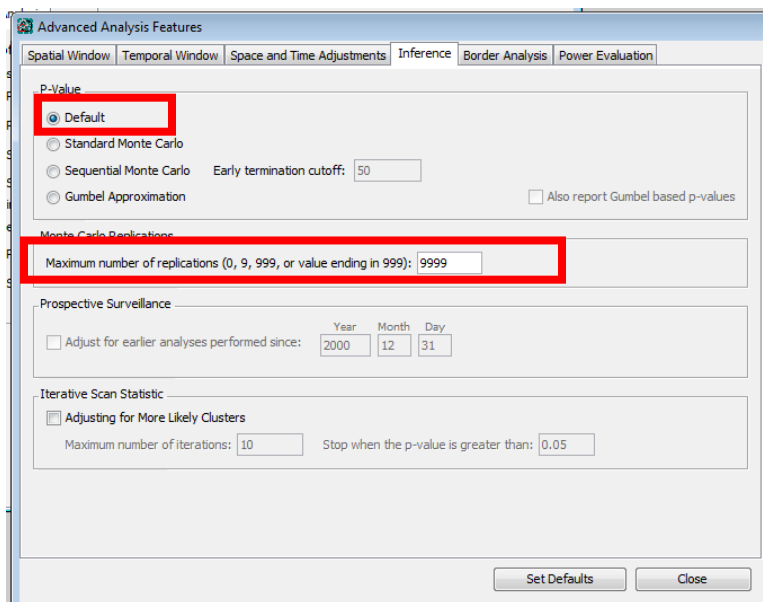 Advanced Analysis Features
Spatial Window Temporal Window Space and Time Adjustments Inference Border Analysis Power Evaluation
P-Value
Default
Standard Monte Carlo
Sequential Monte Carlo Early termination cutoff: 50
Gumbel Approximation Also report Gumbel based p-values
Monte Carlo Replications
Maximum number of replications (0, 9, 999, or value ending in 999): 9999
Prospective Surveillance
Year Month Day
Adjust for earlier analyses performed since: 2000 12 31
Iterative Scan Statistic
Adjusting for More Likely Clusters
Maximum number of iterations: 10 Stop when the p-value is greater than: 0.05
Set Defaults Close